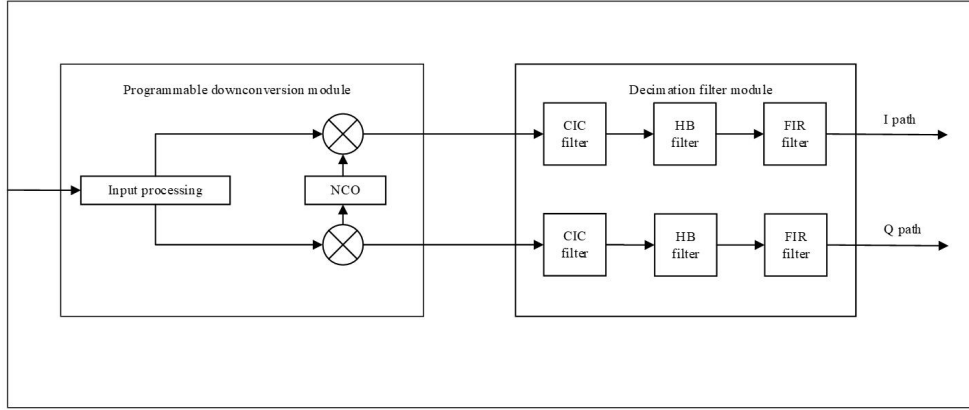 Programmable downconversion module
Decimation filter module
CIC
filter
HB
filter
FIR
filter
I path
Input processing
NCO
CIC
filter
HB
filter
FIR
filter
Q path